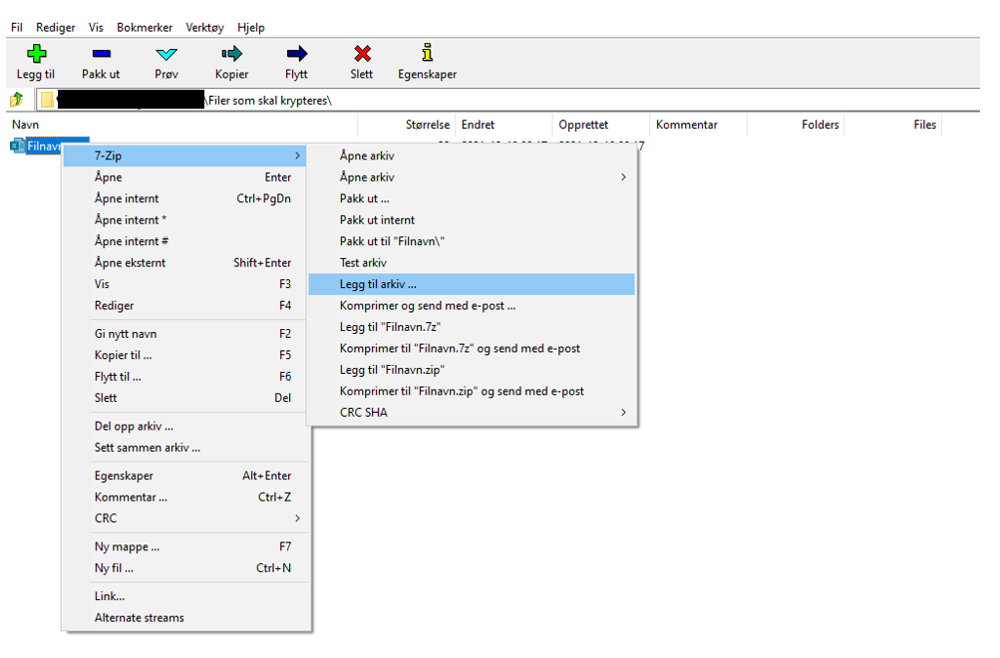 Fil Rediger Vis Bokmerker Verktøy Hjelp
Legg til Pakk ut Prøv Kopier Flytt Slett Egenskaper
\Filer som skal krypteres\
Navn Størrelse Endret Opprettet Kommentar Folders Files
Filnavn
7-Zip
Åpne Enter
Åpne internt Ctrl+PgDn
Åpne internt *
Åpne internt #
Åpne eksternt Shift+Enter
Vis F3
Rediger F4
Gi nytt navn F2
Kopier til ... F5
Flytt til ... F6
Slett Del
Del opp arkiv ...
Sett sammen arkiv ...
Egenskaper Alt+Enter
Kommentar ... Ctrl+Z
CRC
Ny mappe ... F7
Ny fil ... Ctrl+N
Link...
Alternate streams
Åpne arkiv
Åpne arkiv
Pakk ut ...
Pakk ut internt
Pakk ut til "Filnavn\"
Test arkiv
Legg til arkiv ...
Komprimer og send med e-post ...
Legg til "Filnavn.7z"
Komprimer til "Filnavn.7z" og send med e-post
Legg til "Filnavn.zip"
Komprimer til "Filnavn.zip" og send med e-post
CRC SHA